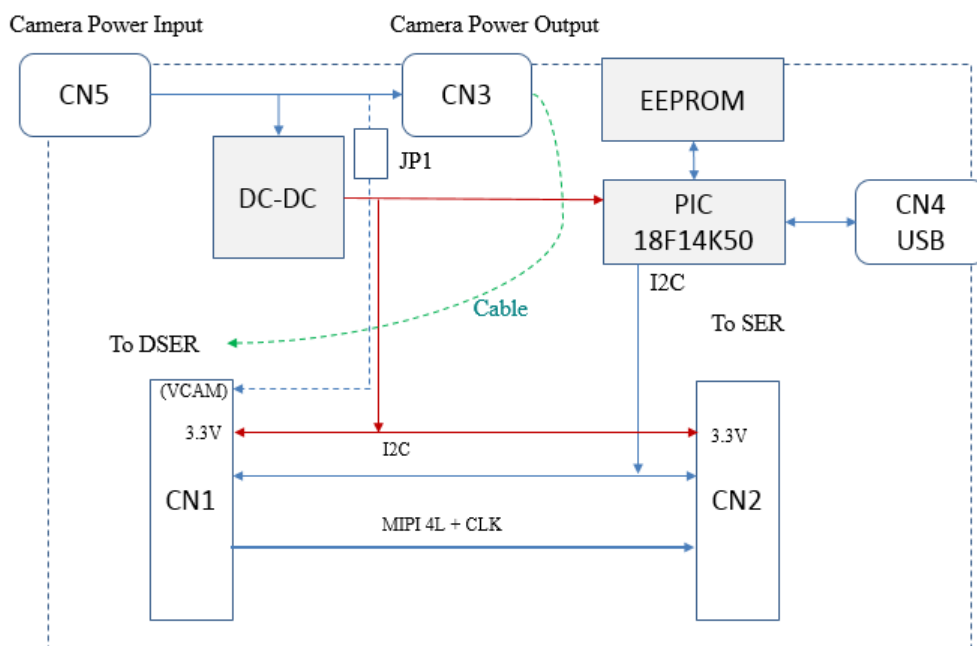 Camera Power Input
Camera Power Output
CN5
CN3
EEPROM
JP1
DC-DC
PIC
18F14K50
CN4
USB
I2C
Cable
To SER
To DSER
(VCAM)
3.3V
3.3V
I2C
CN1
CN2
MIPI 4L + CLK